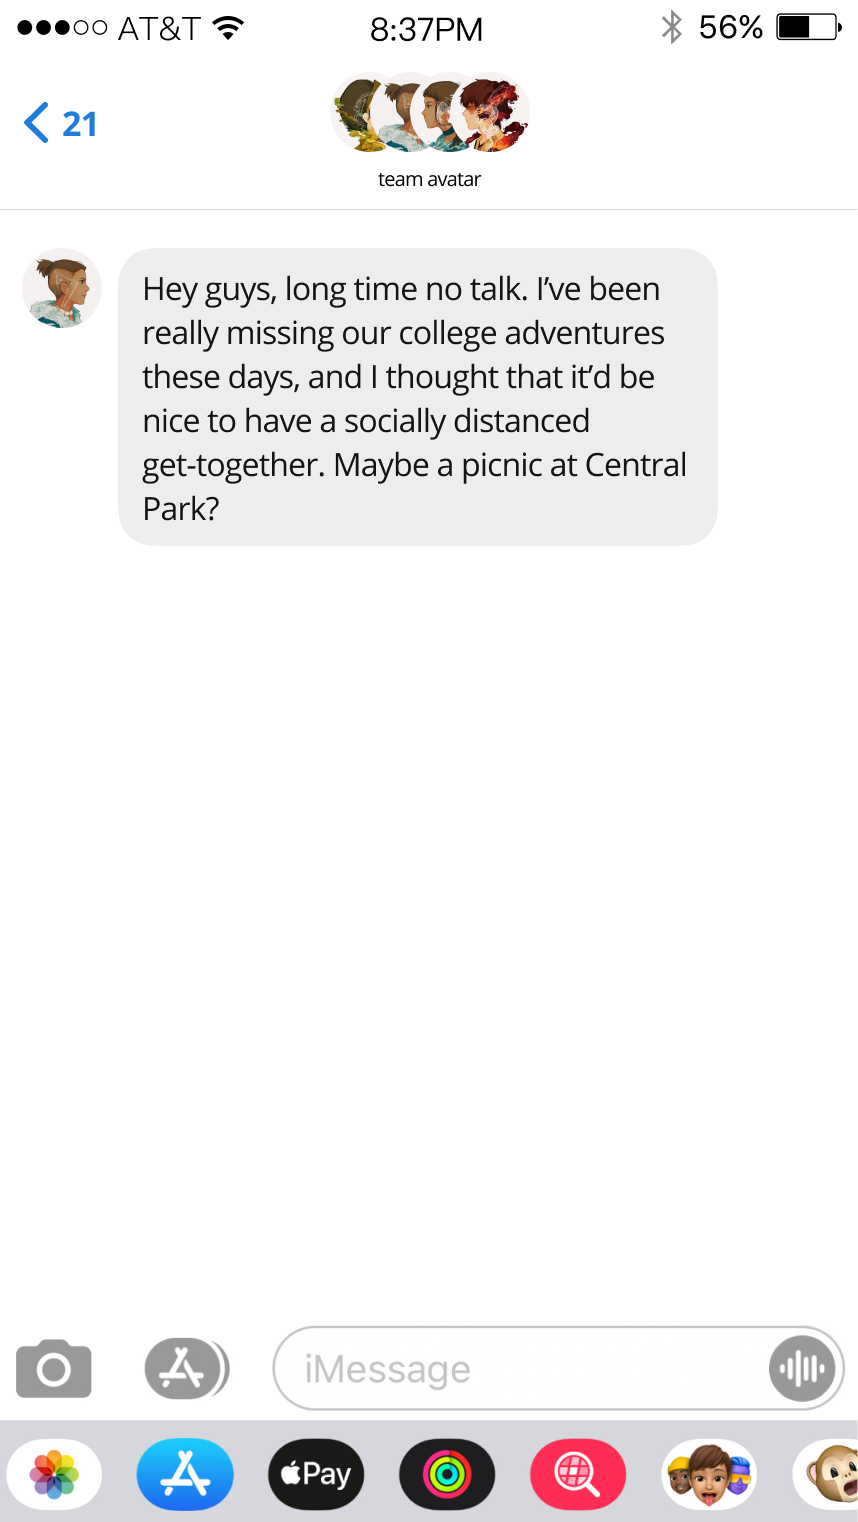 AT&T 8:37PM 56%
21
team avatar
Hey guys, long time no talk. I’ve been
really missing our college adventures
these days, and I thought that it’d be
nice to have a socially distanced
get-together. Maybe a picnic at Central
Park?
iMessage
Pay